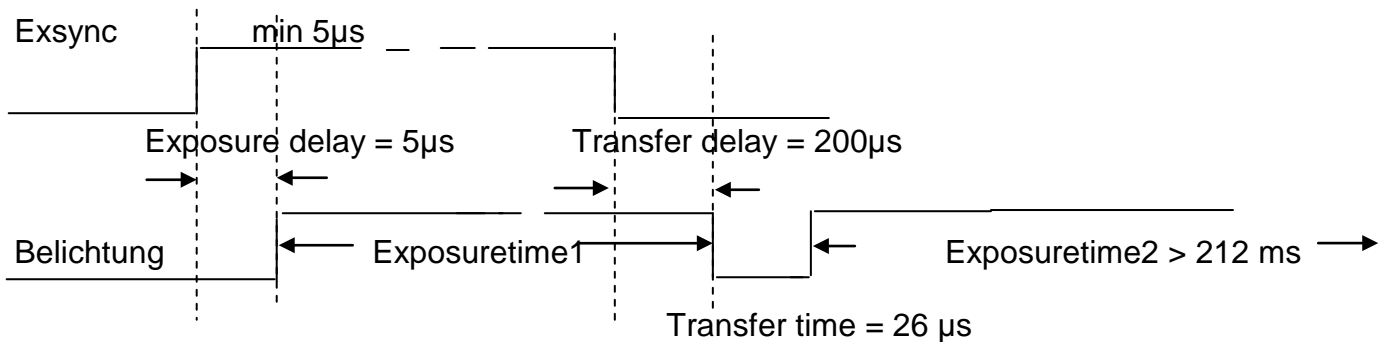 Exsync min 5µs
Exposure delay = 5µs Transfer delay = 200µs
Belichtung Exposuretime1 Exposuretime2 > 212 ms
Transfer time = 26 µs